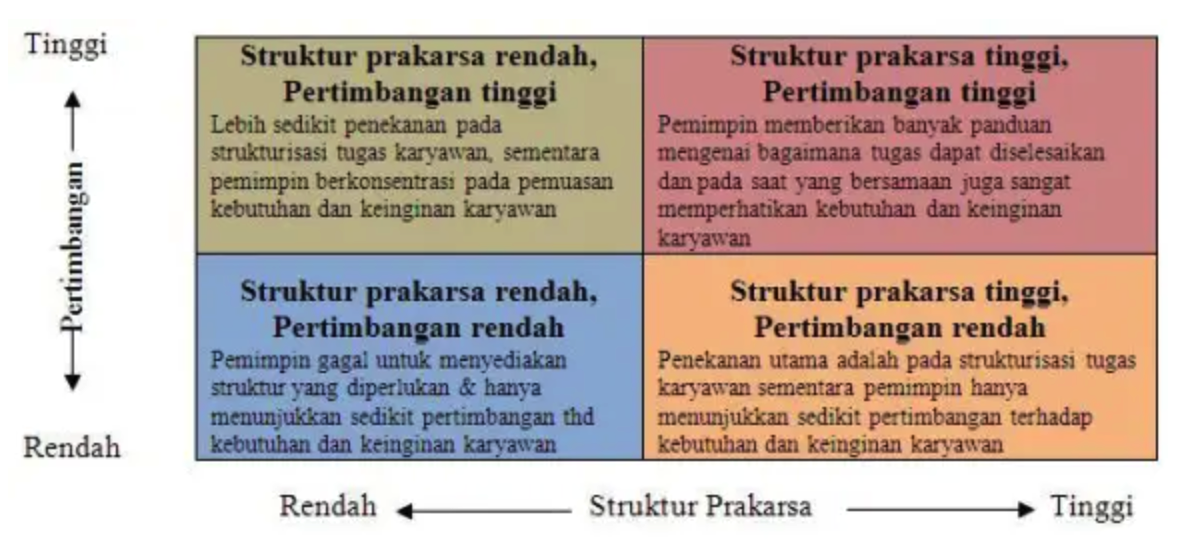 Tinggi
Struktur prakarsa rendah,
Pertimbangan tinggi
Lebih sedikit penekanan pada
strukturisasi tugas karyawan, sementara
pemimpin berkonsentrasi pada pemuasan
kebutuhan dan keinginan karyawan
Struktur prakarsa tinggi,
Pertimbangan tinggi
Pemimpin memberikan banyak panduan
mengenai bagaimana tugas dapat diselesaikan
dan pada saat yang bersamaan juga sangat
memperhatikan kebutuhan dan keinginan
karyawan
Pertimbangan
Struktur prakarsa rendah,
Pertimbangan rendah
Pemimpin gagal untuk menyediakan
struktur yang diperlukan & hanya
menunjukkan sedikit pertimbangan thd
kebutuhan dan keinginan karyawan
Struktur prakarsa tinggi,
Pertimbangan rendah
Penekanan utama adalah pada strukturisasi tugas
karyawan sementara pemimpin hanya
menunjukkan sedikit pertimbangan terhadap
kebutuhan dan keinginan karyawan
Rendah
Rendah
Struktur Prakarsa
Tinggi